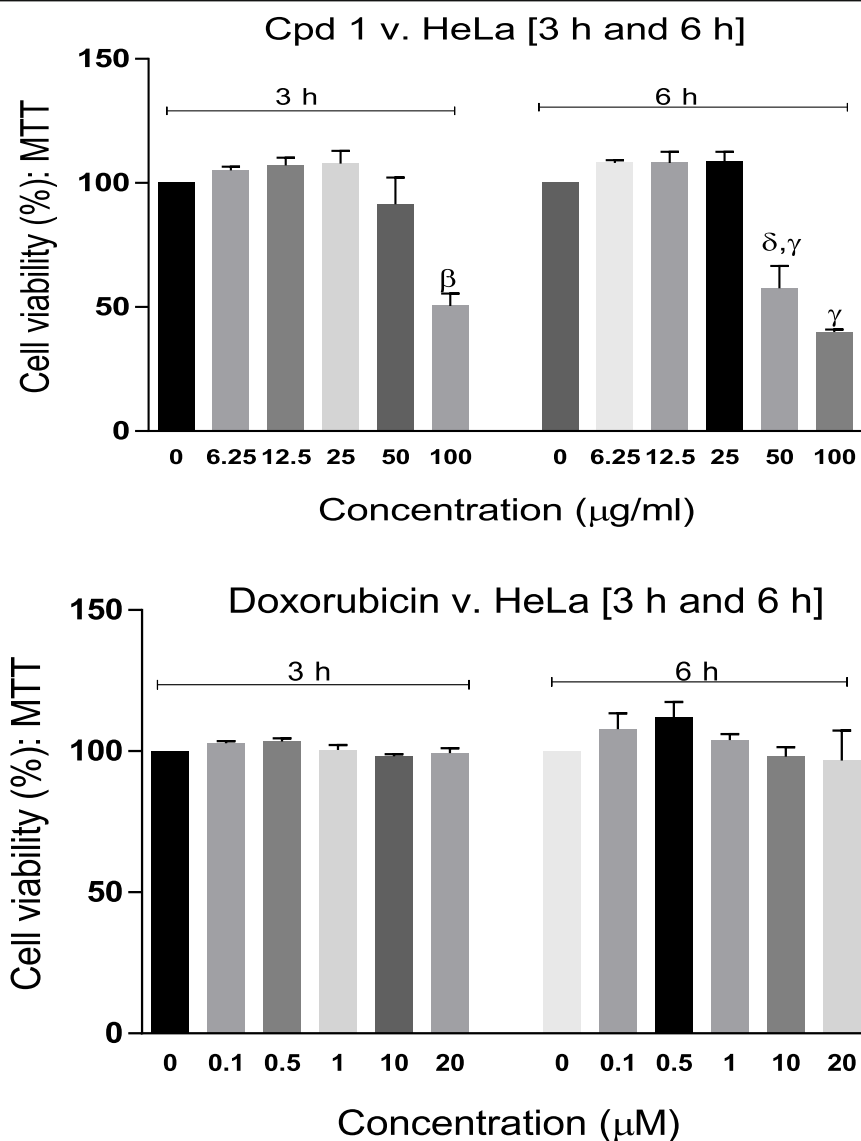 Cpd 1 v. HeLa [3 h and 6 h]
150
3 h
6 h
100
δ,γ
β
50
γ
0
Cell viability (%): MTT
0 6.25 12.5 25 50 100 0 6.25 12.5 25 50 100
Concentration (μg/ml)
Doxorubicin v. HeLa [3 h and 6 h]
150
3 h
6 h
100
50
0
Cell viability (%): MTT
0 0.1 0.5 1 10 20 0 0.1 0.5 1 10 20
Concentration (μM)